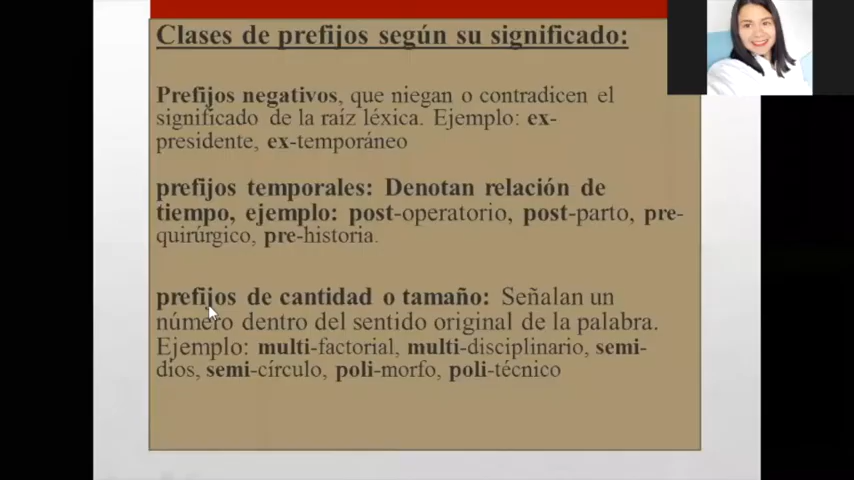 Clases de prefijos según su significado:
Prefijos negativos, que niegan o contradicen el
significado de la raíz léxica. Ejemplo: ex-
presidente, ex-temporáneo
prefijos temporales: Denotan relación de
tiempo, ejemplo: post-operatorio, post-parto, pre-
quirúrgico, pre-historia.
prefijos de cantidad o tamaño: Señalan un
número dentro del sentido original de la palabra.
Ejemplo: multi-factorial, multi-disciplinario, semi-
dios, semi-círculo, poli-morfo, poli-técnico